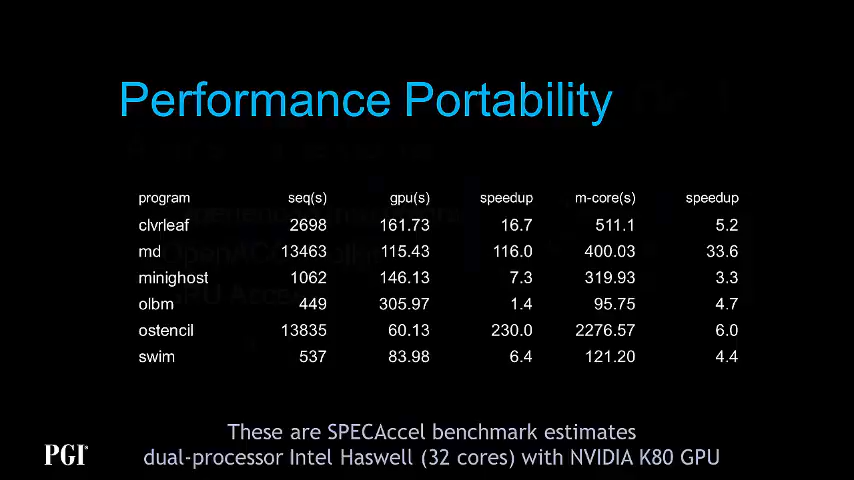 Performance Portability
program seq(s) gpu(s) speedup m-core(s) speedup
clvrleaf 2698 161.73 16.7 511.1 5.2
md 13463 115.43 116.0 400.03 33.6
minighost 1062 146.13 7.3 319.93 3.3
olbm 449 305.97 1.4 95.75 4.7
ostencil 13835 60.13 230.0 2276.57 6.0
swim 537 83.98 6.4 121.20 4.4
These are SPECAccel benchmark estimates
dual-processor Intel Haswell (32 cores) with NVIDIA K80 GPU
PGI®